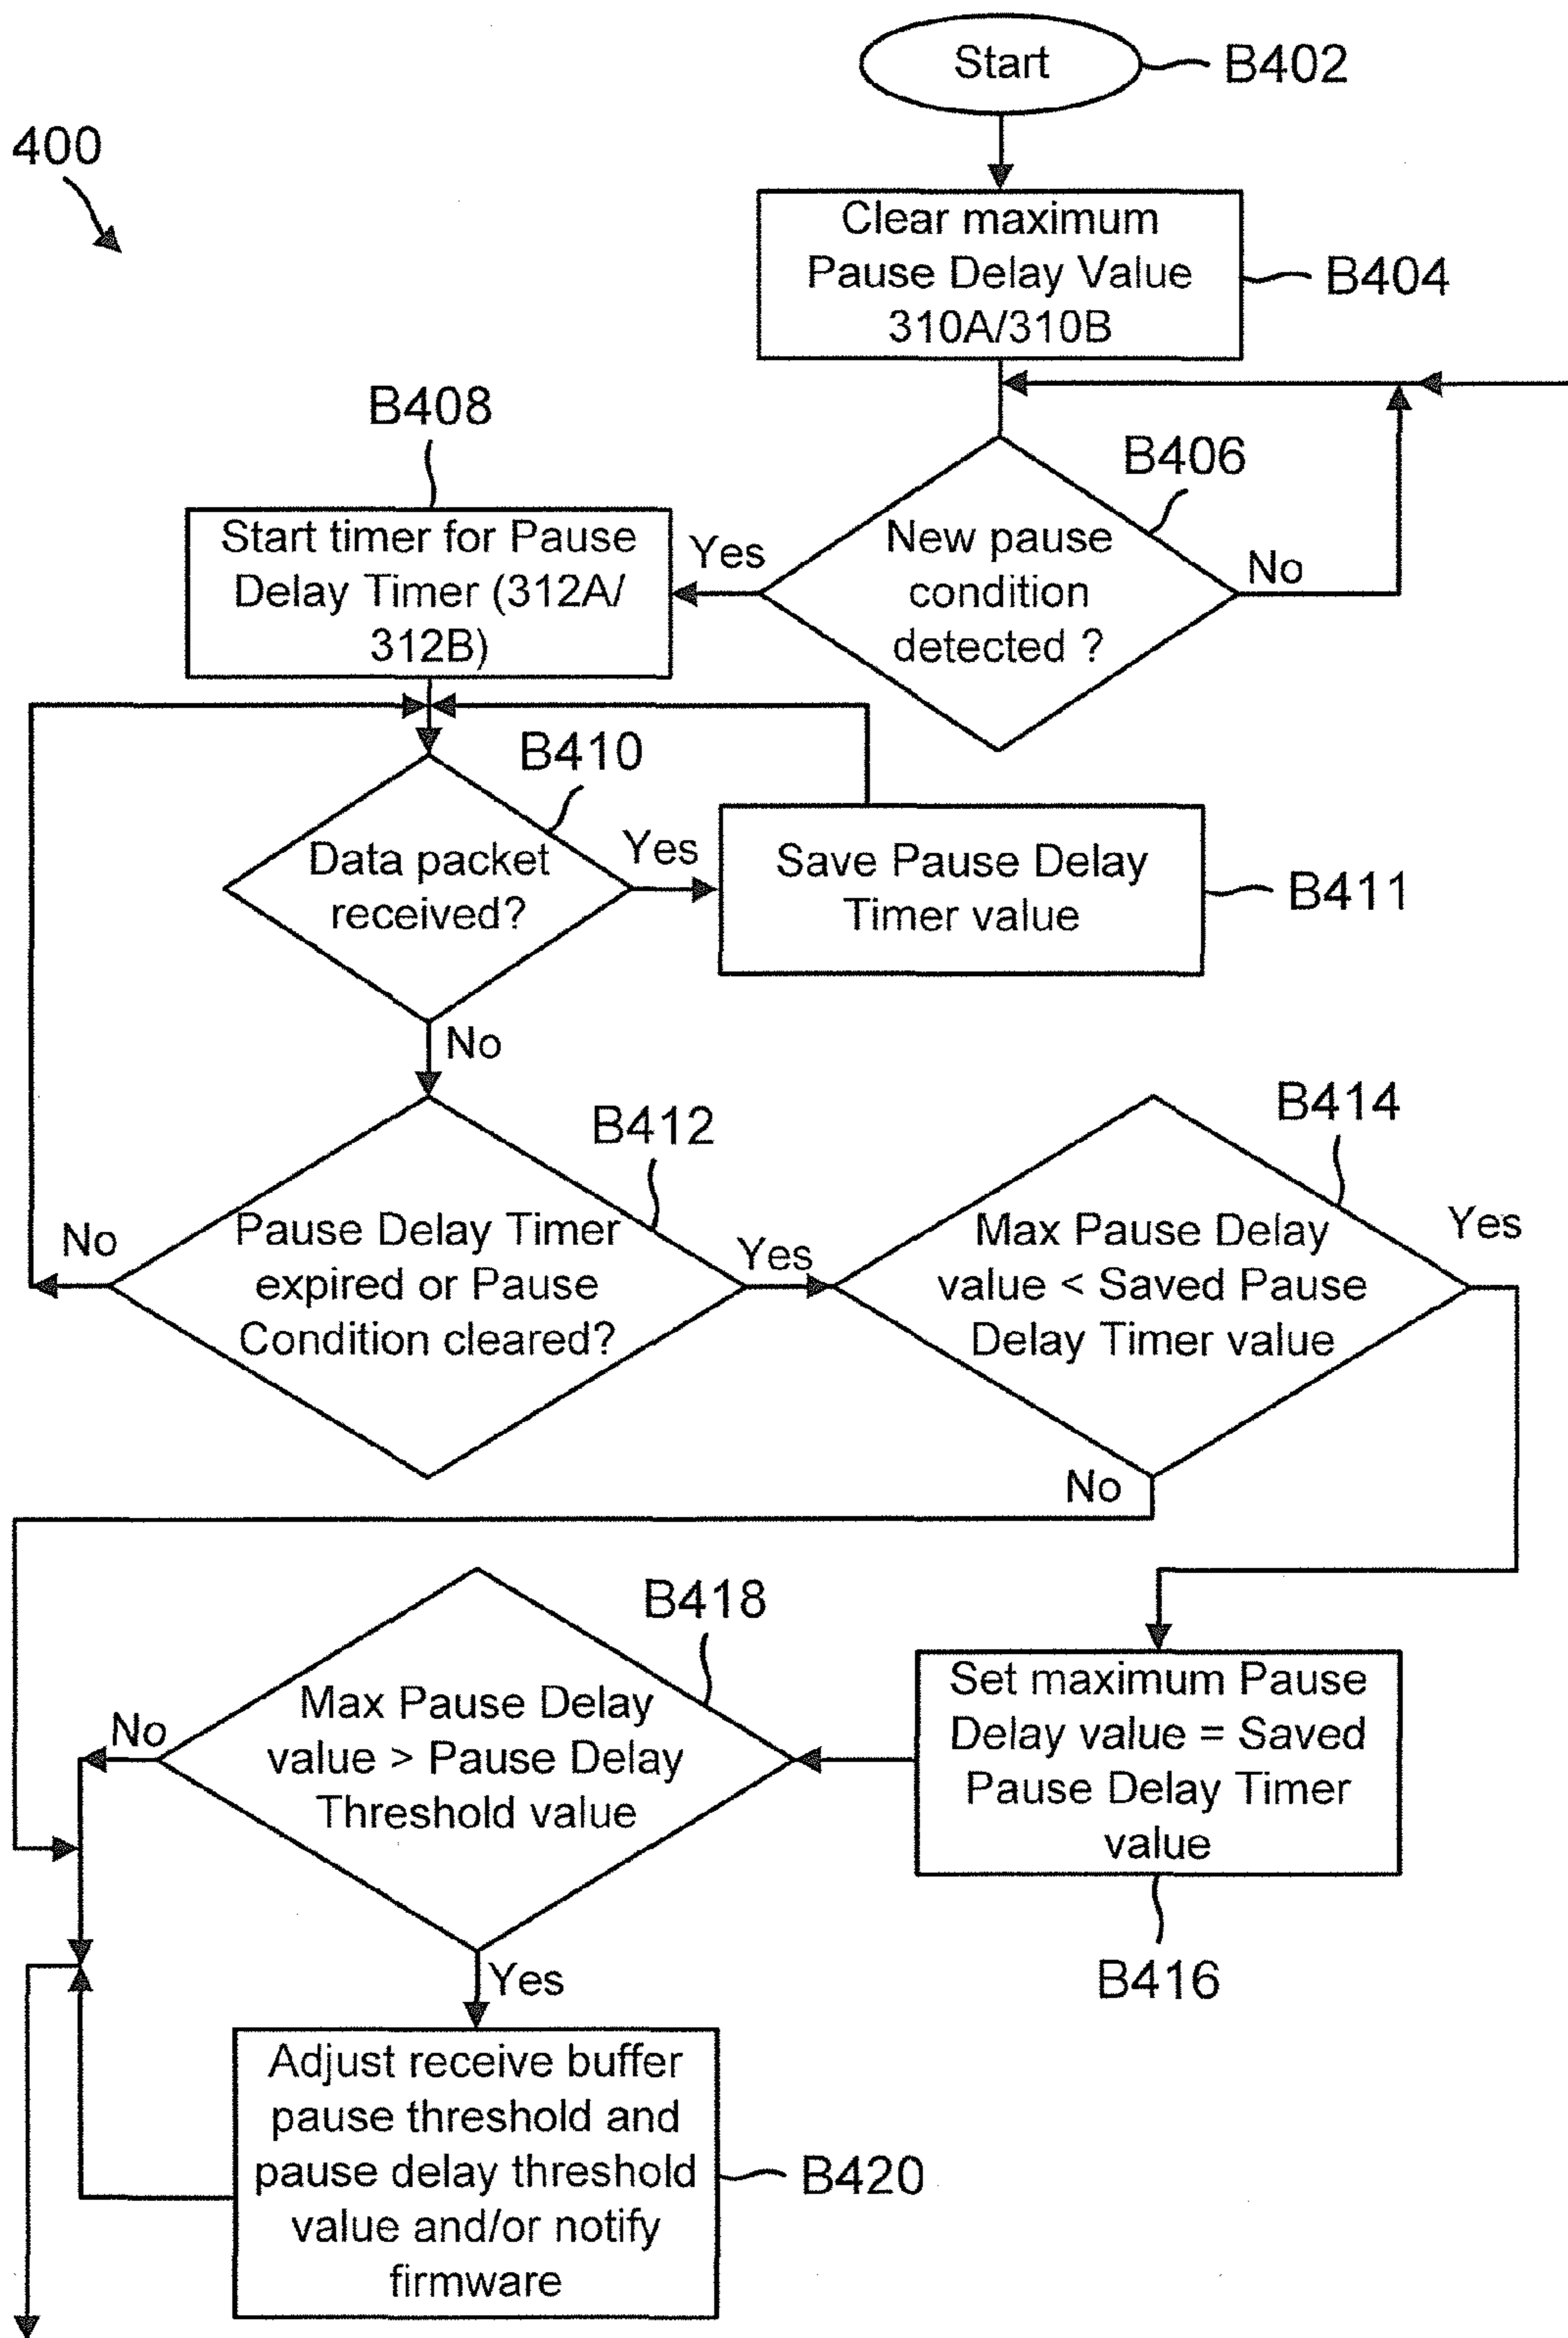 Start
B402
400
Clear maximum
Pause Delay Value
310A/310B
B404
B408
B406
Start timer for Pause
Delay Timer (312A/
312B)
Yes
New pause
condition
detected ?
No
B410
Data packet
received?
Yes
Save Pause Delay
Timer value
B411
No
B412
B414
No
Pause Delay Timer
expired or Pause
Condition cleared?
Yes
Max Pause Delay
value < Saved Pause
Delay Timer value
Yes
No
B418
No
Max Pause Delay
value > Pause Delay
Threshold value
Set maximum Pause
Delay value = Saved
Pause Delay Timer
value
Yes
B416
Adjust receive buffer
pause threshold and
pause delay threshold
value and/or notify
firmware
B420